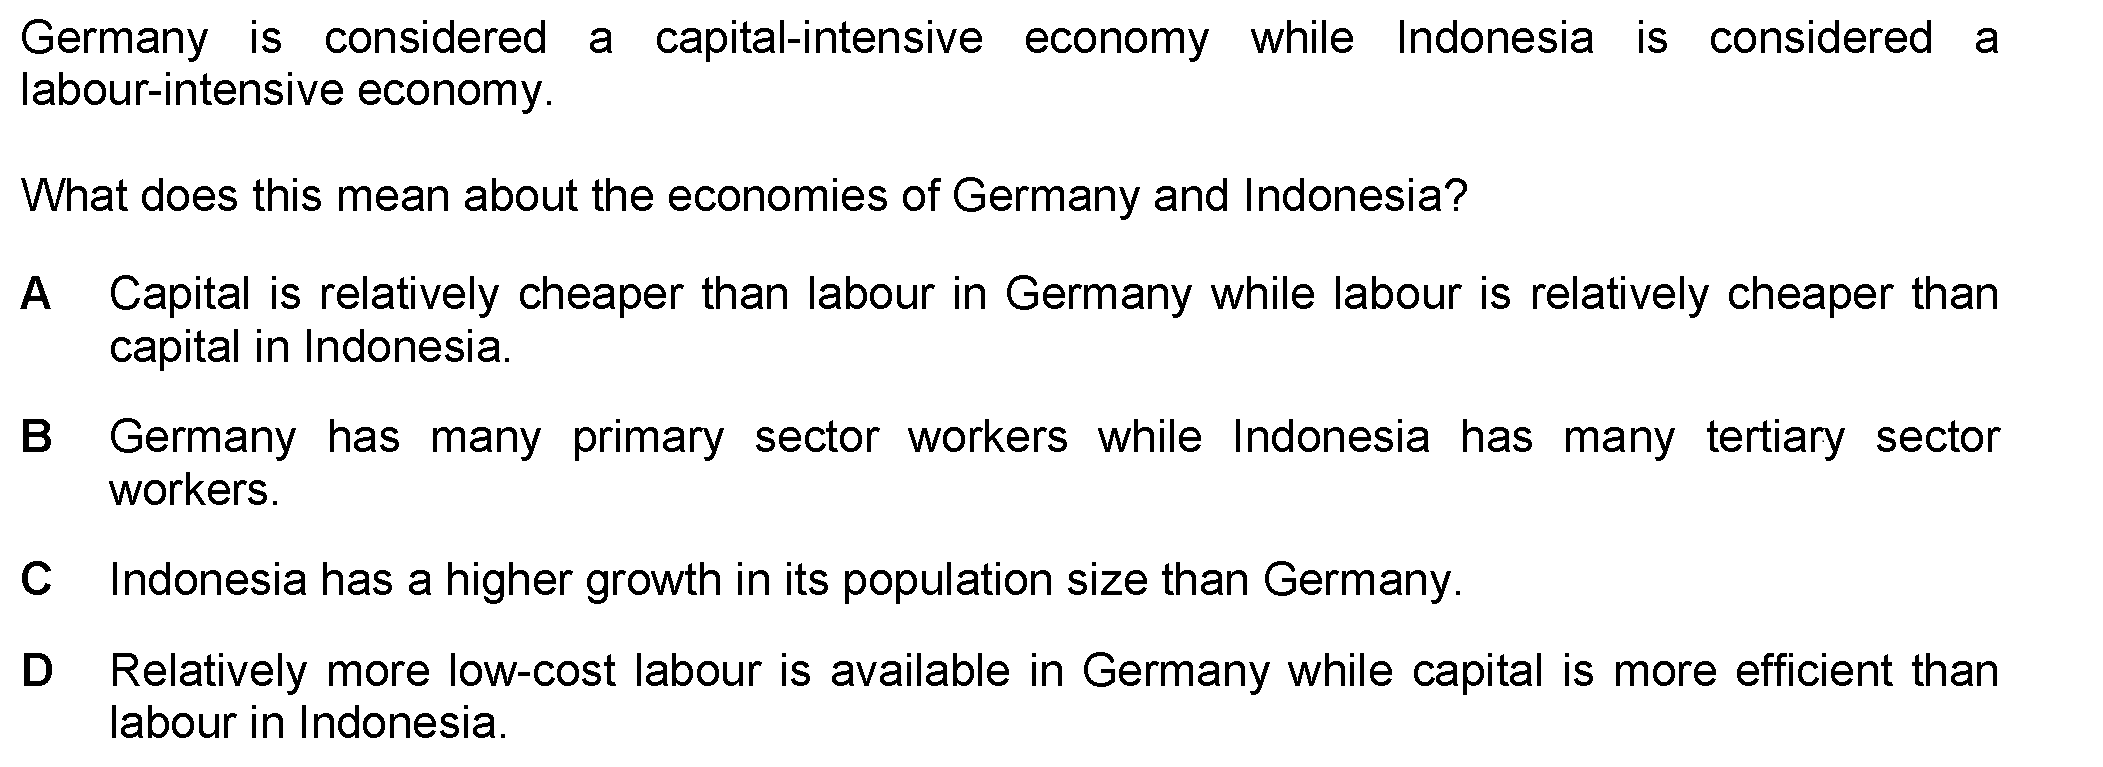 Germany is considered a capital-intensive economy while Indonesia is considered a
labour-intensive economy.
What does this mean about the economies of Germany and Indonesia?
A Capital is relatively cheaper than labour in Germany while labour is relatively cheaper than
capital in Indonesia.
B Germany has many primary sector workers while Indonesia has many tertiary sector
workers.
C Indonesia has a higher growth in its population size than Germany.
D Relatively more low-cost labour is available in Germany while capital is more efficient than
labour in Indonesia.